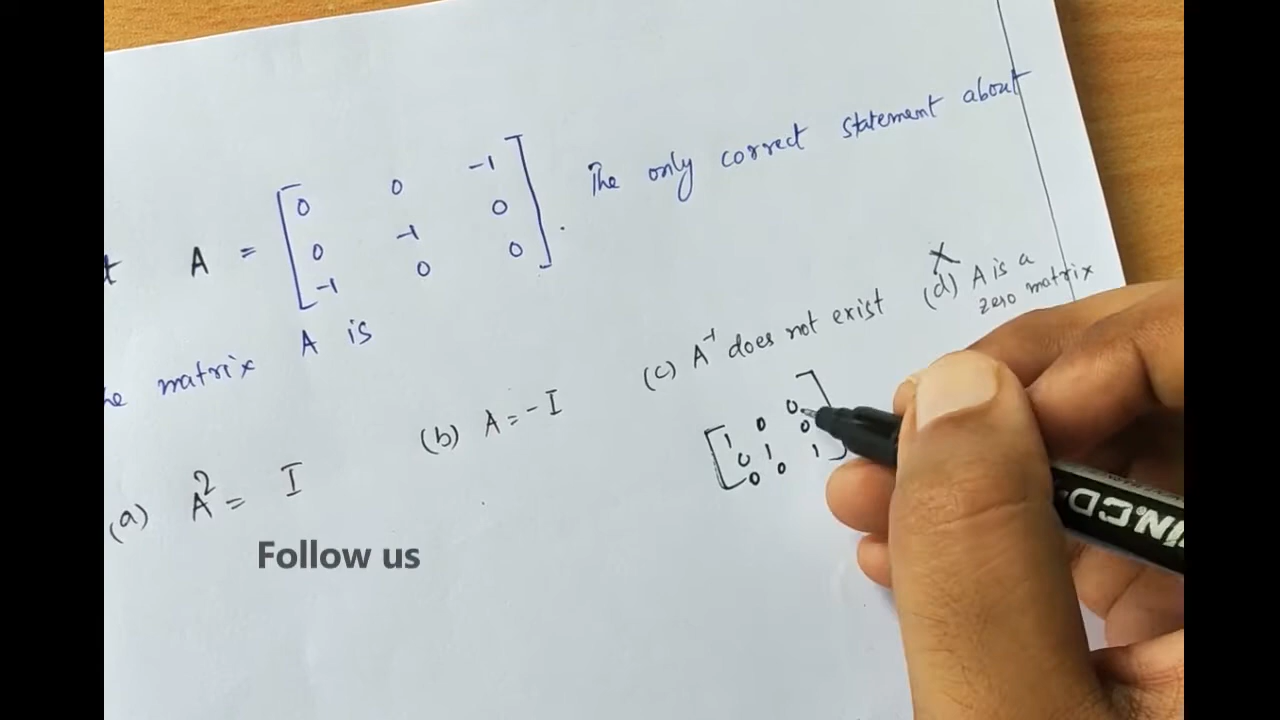 A = [ 0 0 -1
0 -1 0
-1 0 0 ] . The only correct statement about
matrix A is
(a) A² = I (b) A = -I (c) A⁻¹ does not exist (d) A is a
zero matrix
X
[ 1 0 0
0 1 0
0 0 1 ]
Follow us